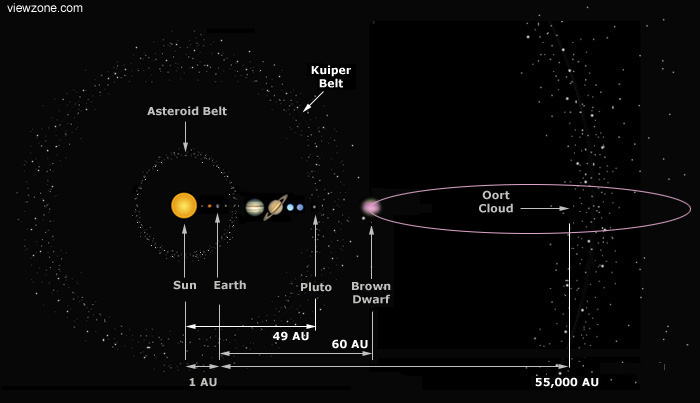 viewzone.com
Kuiper
Belt
Asteroid Belt
Oort
Cloud
Sun
Earth
Pluto
Brown
Dwarf
49 AU
60 AU
1 AU
55,000 AU